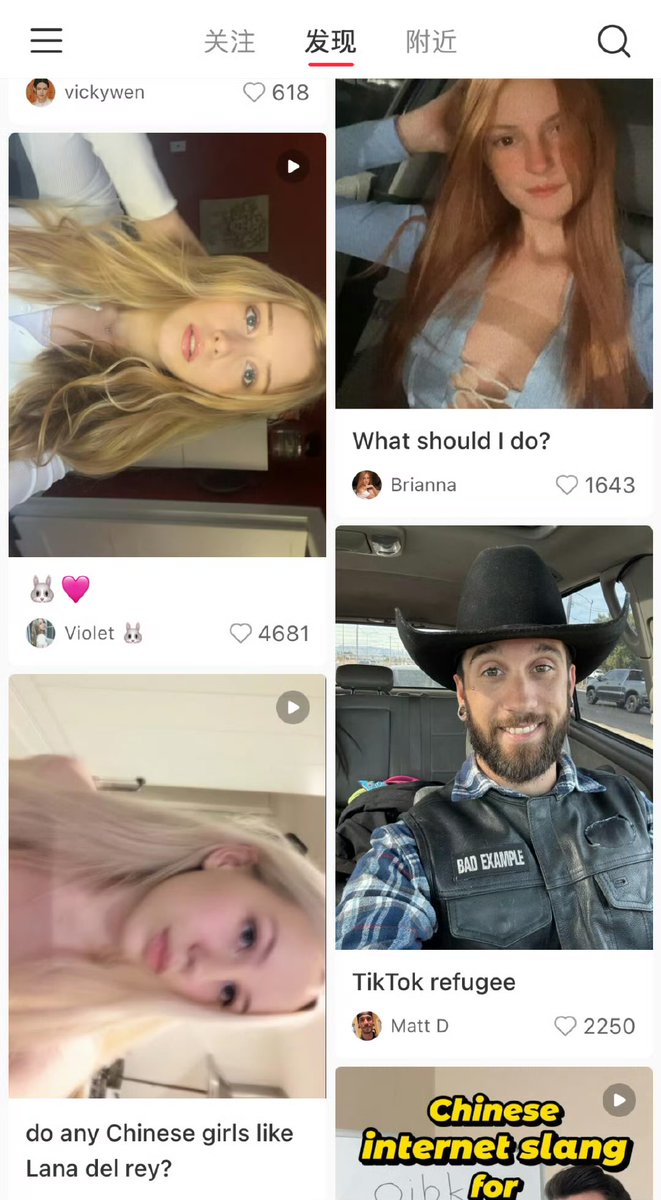 关注 发现 附近
vickywen 618
🐰🩷
Violet 🐰 4681
do any Chinese girls like
Lana del rey?
What should I do?
Brianna 1643
BAD EXAMPLE
TikTok refugee
Matt D 2250
Chinese
internet slang
for